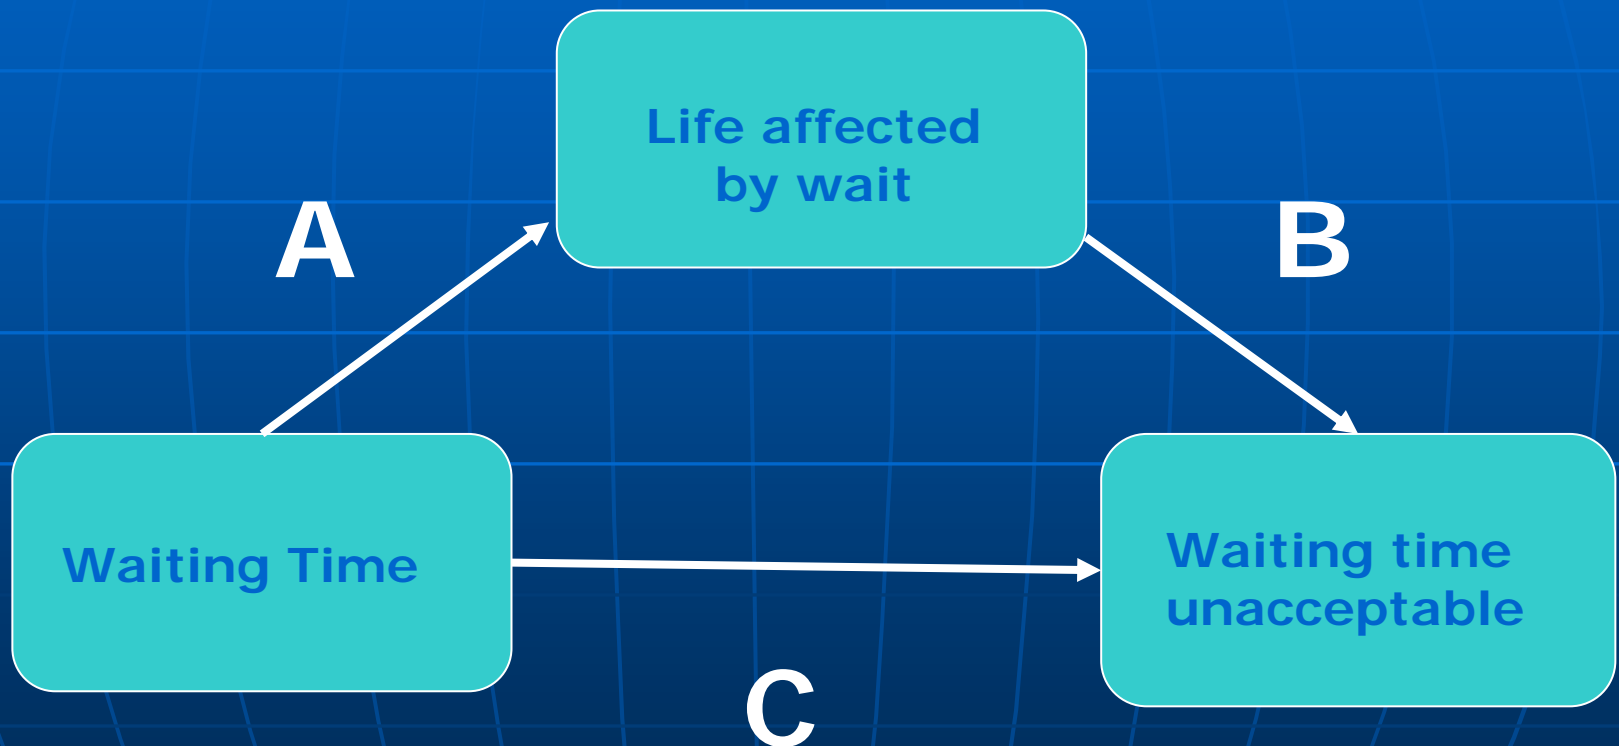 Life affected
by wait
A
B
Waiting Time
Waiting time
unacceptable
C